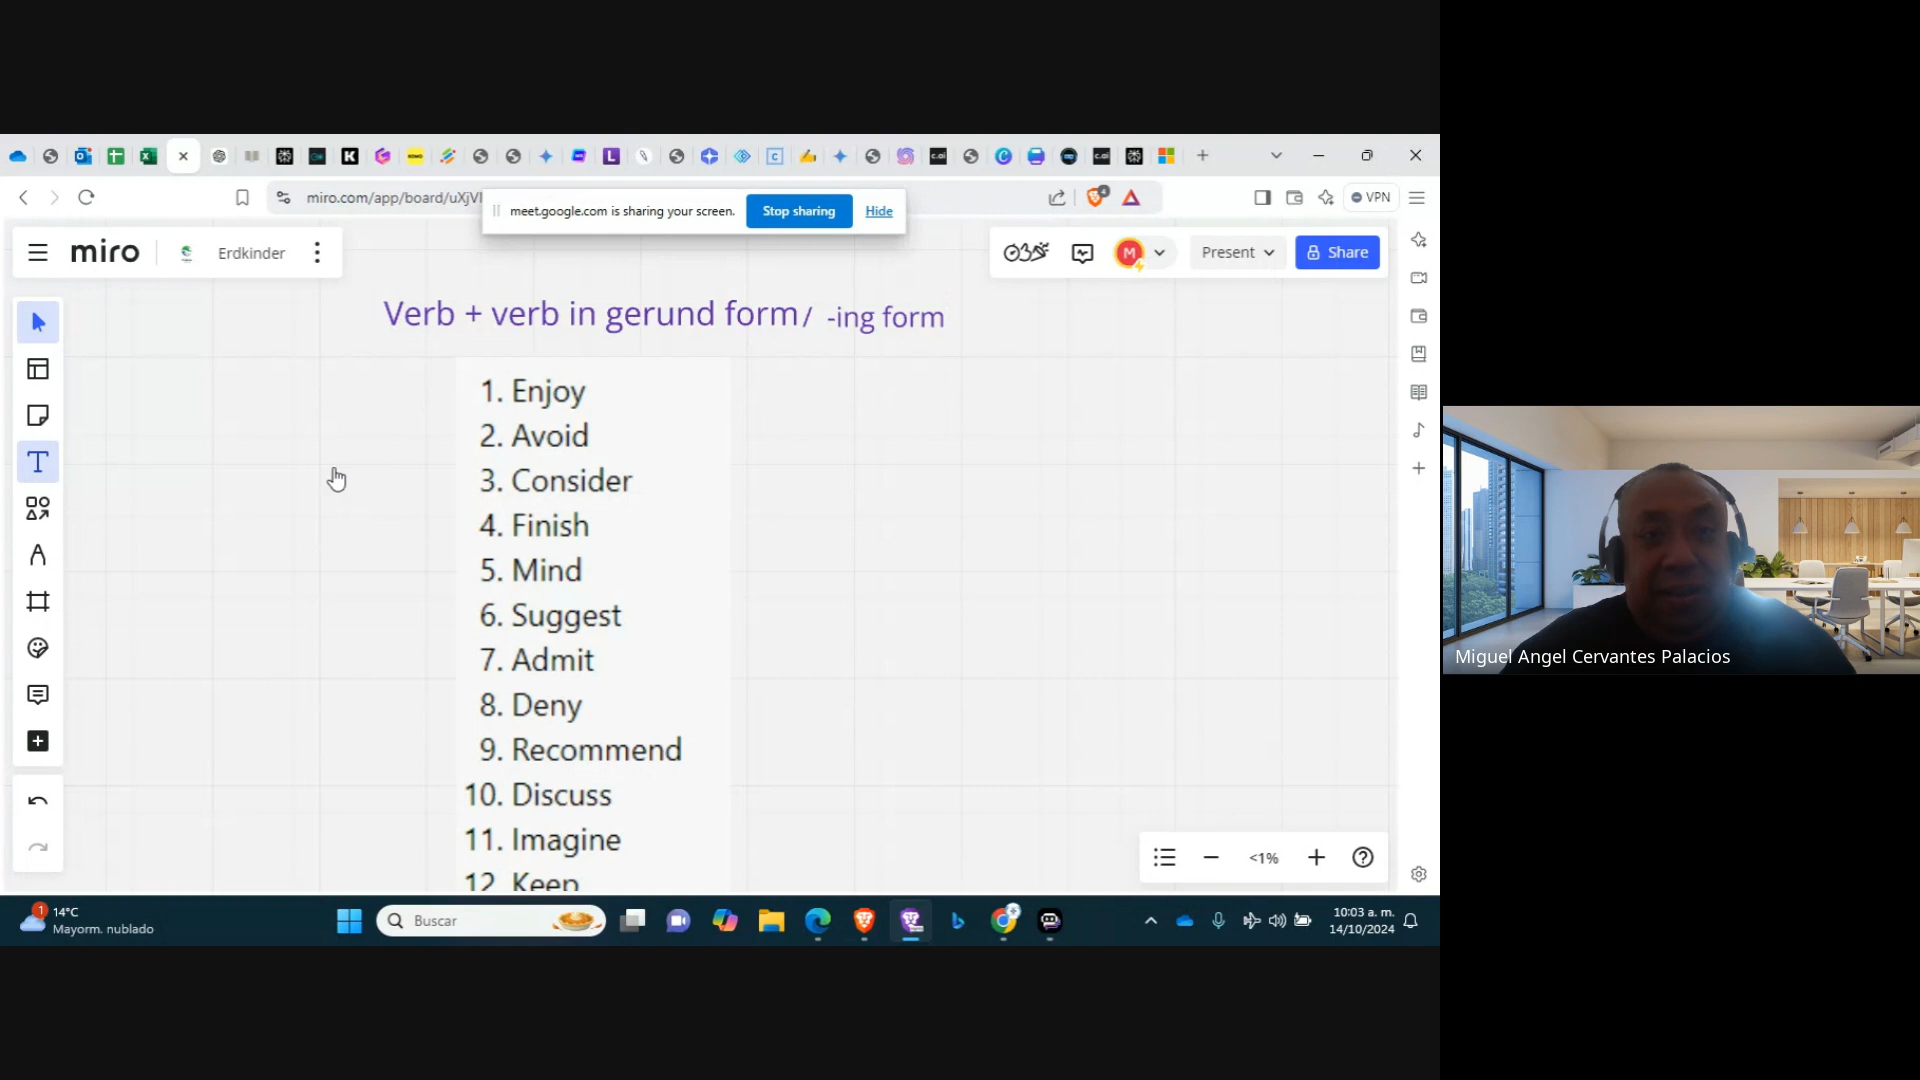 miro.com/app/board/uXjVI
meet.google.com is sharing your screen.
Stop sharing
Hide
VPN
miro
Erdkinder
M
Present
Share
Verb + verb in gerund form/ -ing form
1. Enjoy
2. Avoid
3. Consider
4. Finish
5. Mind
6. Suggest
7. Admit
8. Deny
9. Recommend
10. Discuss
11. Imagine
12. Keep
<1%
Miguel Angel Cervantes Palacios
1
14°C
Mayorm. nublado
Buscar
10:03 a. m.
14/10/2024